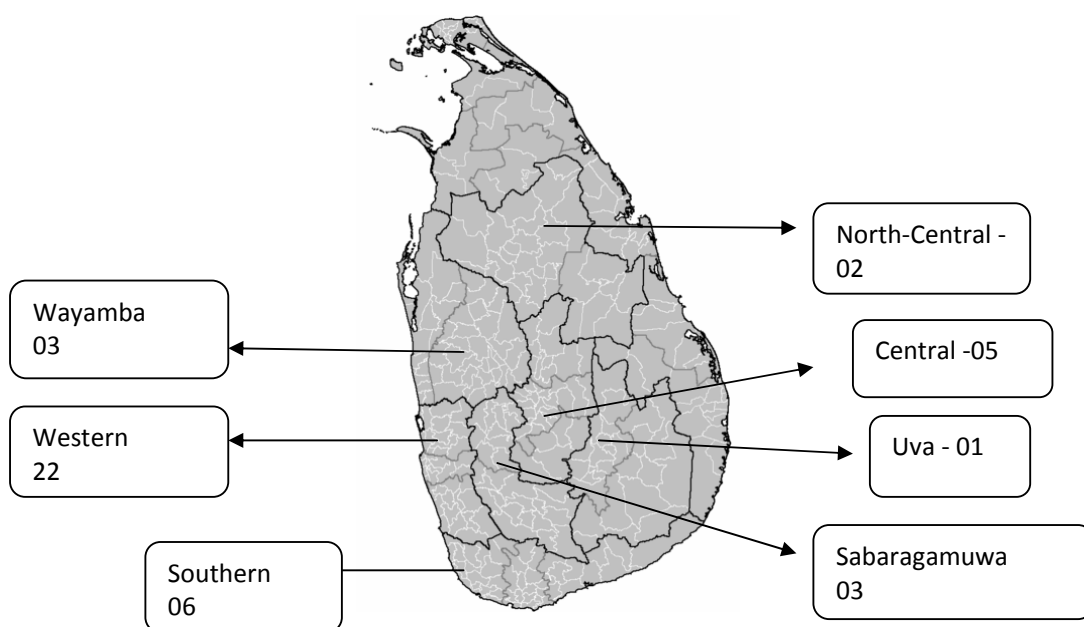 North-Central -
02
Wayamba
03
Central -05
Western
22
Uva - 01
Southern
06
Sabaragamuwa
03